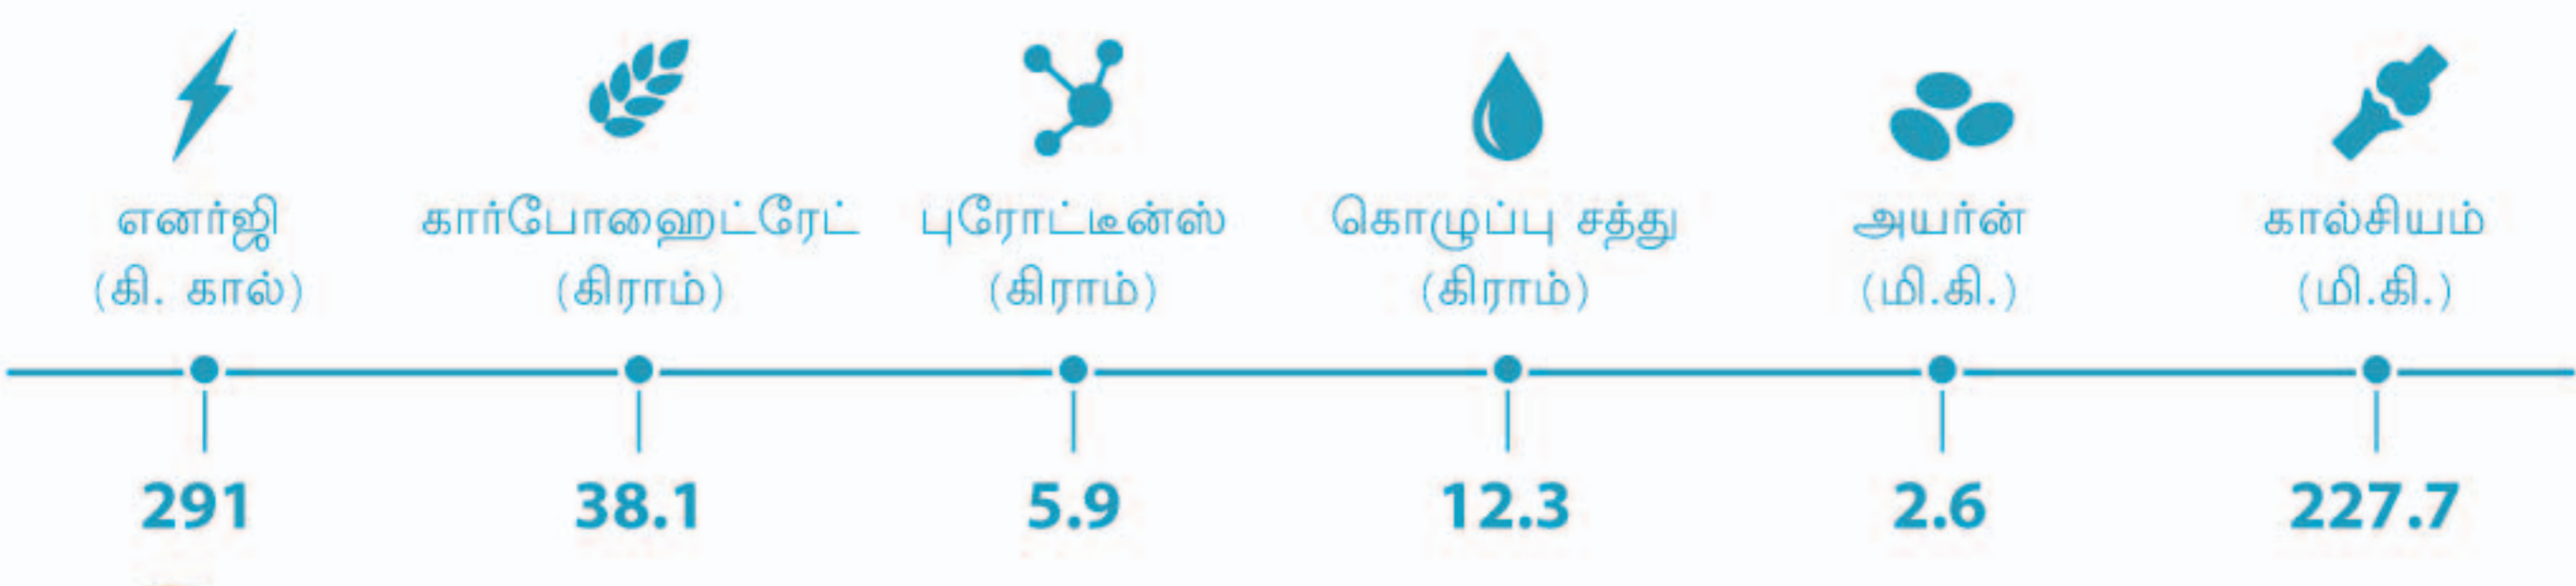 எனர்ஜி கார்போஹைட்ரேட் புரோட்டீன்ஸ் கொழுப்பு சத்து அயர்ன் கால்சியம்
(கி. கால்) (கிராம்) (கிராம்) (கிராம்) (மி.கி.) (மி.கி.)
291 38.1 5.9 12.3 2.6 227.7